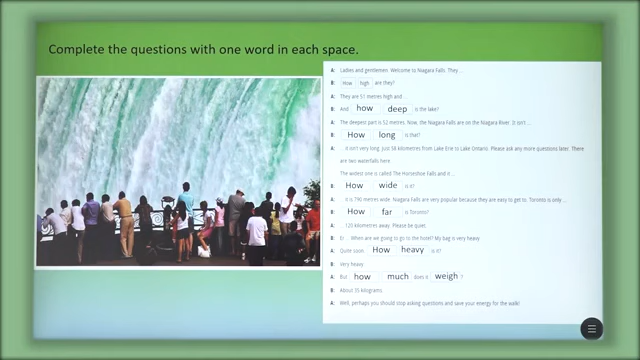 Complete the questions with one word in each space.
A: Ladies and gentlemen. Welcome to Niagara Falls. They ...
B: How high are they?
A: They are 51 metres high and ...
B: And how deep is the lake?
A: The deepest part is 52 metres. Now, the Niagara Falls are on the Niagara River. It isn't ...
B: How long is that?
A: ... it isn't very long. Just 58 kilometres from Lake Erie to Lake Ontario. Please ask any more questions later. There
are two waterfalls here.
The widest one is called The Horseshoe Falls and it ...
B: How wide is it?
A: ... it is 790 metres wide. Niagara Falls are very popular because they are easy to get to. Toronto is only ...
B: How far is Toronto?
A: ... 120 kilometres away. Please be quiet.
B: Er ... When are we going to go to the hotel? My bag is very heavy.
A: Quite soon. How heavy is it?
B: Very heavy
A: But how much does it weigh ?
B: About 35 kilograms
A: Well, perhaps you should stop asking questions and save your energy for the walk!